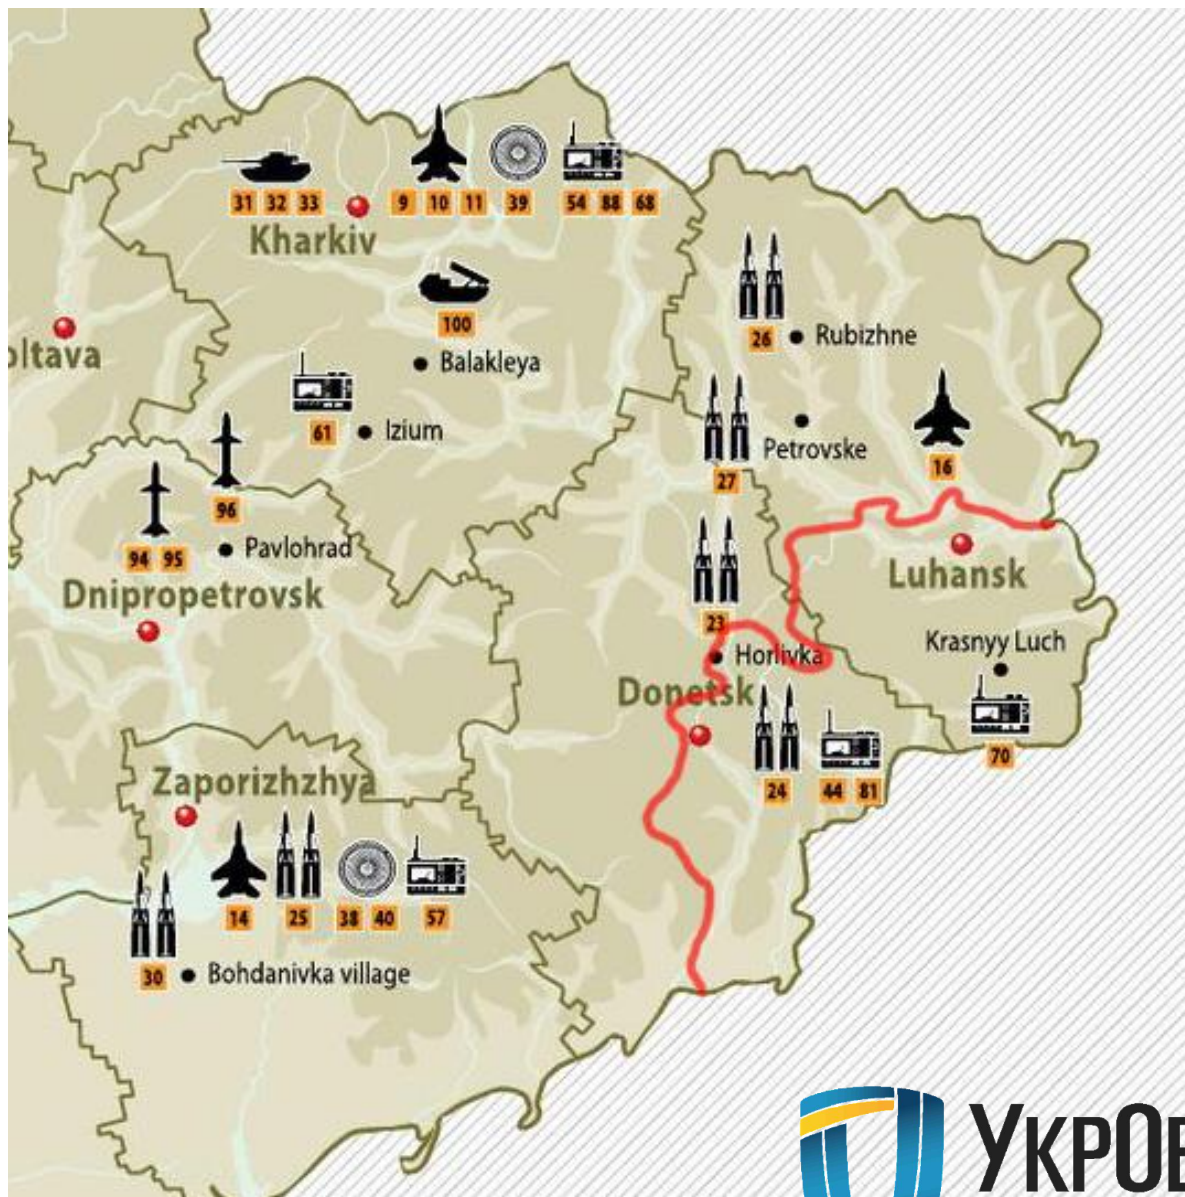 31 32 33
9 10 11
39
54 88 68
Kharkiv
100
Balakleya
26
Rubizhne
oltava
61
Izium
27
Petrovske
16
96
94 95
Pavlohrad
Dnipropetrovsk
23
Horlivka
Luhansk
Krasnyy Luch
70
Donetsk
24
44 81
Zaporizhzhya
14
25
38 40
57
30
Bohdanivka village
УКРОВ